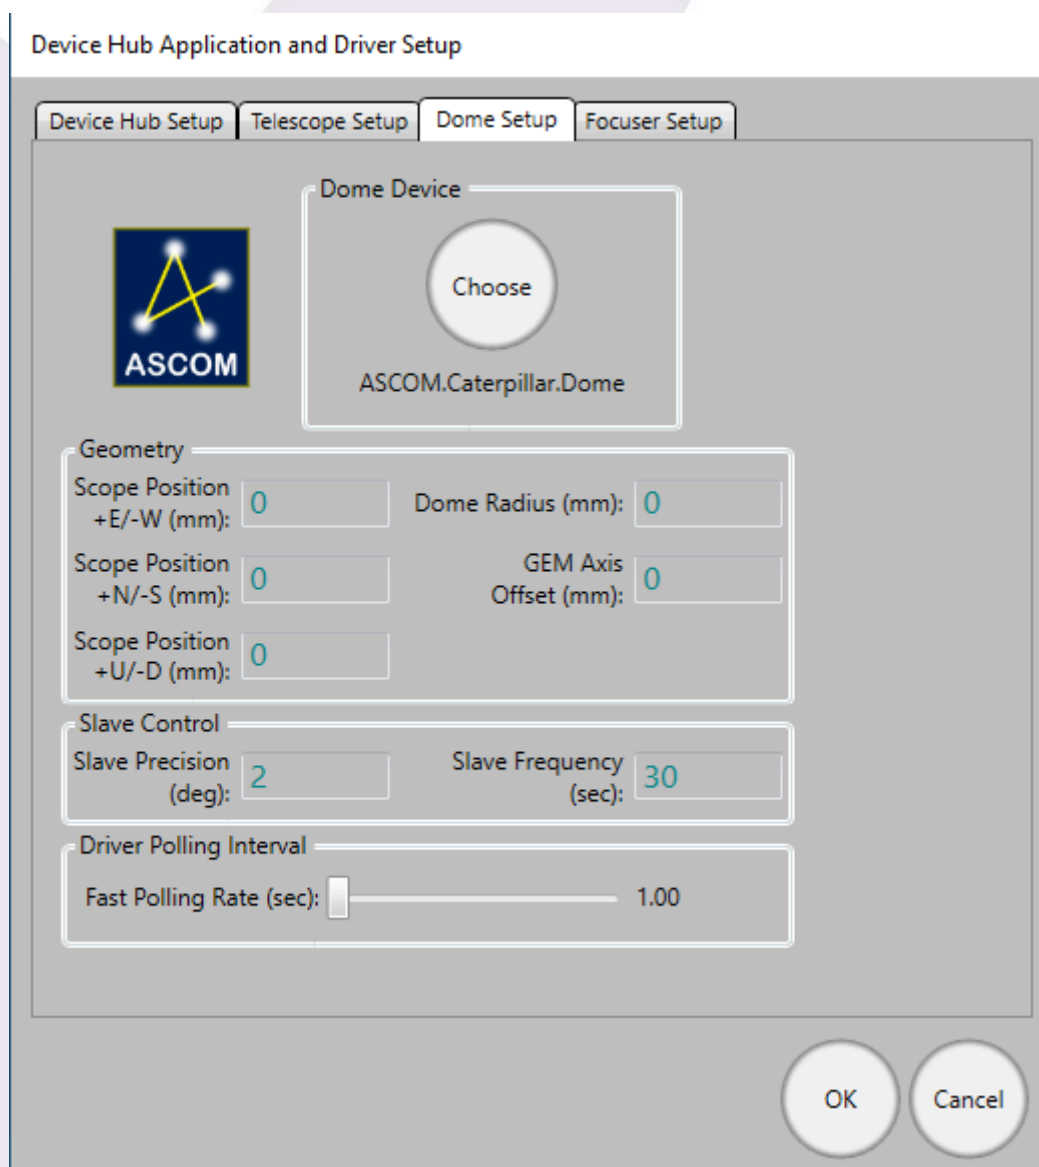 Device Hub Application and Driver Setup
Device Hub Setup Telescope Setup Dome Setup Focuser Setup
ASCOM
Dome Device
Choose
ASCOM.Caterpillar.Dome
Geometry
Scope Position
+E/-W (mm): 0
Dome Radius (mm): 0
Scope Position
+N/-S (mm): 0
GEM Axis
Offset (mm): 0
Scope Position
+U/-D (mm): 0
Slave Control
Slave Precision
(deg): 2
Slave Frequency
(sec): 30
Driver Polling Interval
Fast Polling Rate (sec): 1.00
OK Cancel